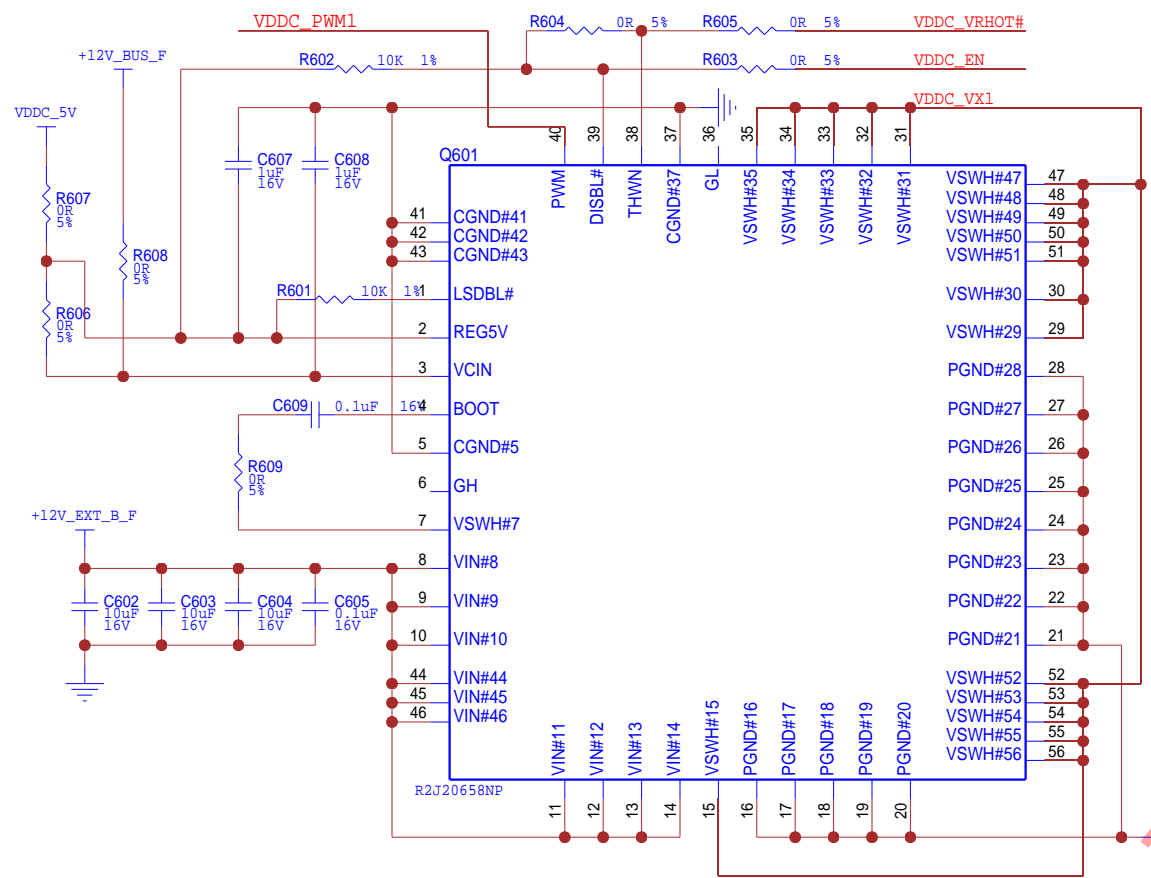 VDDC_PWM1
R604 0R 5%
R605 0R 5%
VDDC_VRHOT#
+12V_BUS_F
R602 10K 1%
R603 0R 5%
VDDC_EN
VDDC_5V
VDDC_VX1
40
39
38
37
36
35
34
33
32
31
Q601
C607
1uF
16V
C608
1uF
16V
PWM
DISBL#
THWN
CGND#37
GL
VSWH#35
VSWH#34
VSWH#33
VSWH#32
VSWH#31
R607
0R
5%
R608
0R
5%
R606
0R
5%
41 CGND#41
42 CGND#42
43 CGND#43
R601 10K 1%
1 LSDBL#
2 REG5V
3 VCIN
C609 0.1uF 16V
4 BOOT
5 CGND#5
R609
0R
5%
6 GH
7 VSWH#7
+12V_EXT_B_F
8 VIN#8
9 VIN#9
10 VIN#10
44 VIN#44
45 VIN#45
46 VIN#46
C602
10uF
16V
C603
10uF
16V
C604
10uF
16V
C605
0.1uF
16V
VSWH#47 47
VSWH#48 48
VSWH#49 49
VSWH#50 50
VSWH#51 51
VSWH#30 30
VSWH#29 29
PGND#28 28
PGND#27 27
PGND#26 26
PGND#25 25
PGND#24 24
PGND#23 23
PGND#22 22
PGND#21 21
VSWH#52 52
VSWH#53 53
VSWH#54 54
VSWH#55 55
VSWH#56 56
VIN#11
VIN#12
VIN#13
VIN#14
VSWH#15
PGND#16
PGND#17
PGND#18
PGND#19
PGND#20
R2J20658NP
11
12
13
14
15
16
17
18
19
20